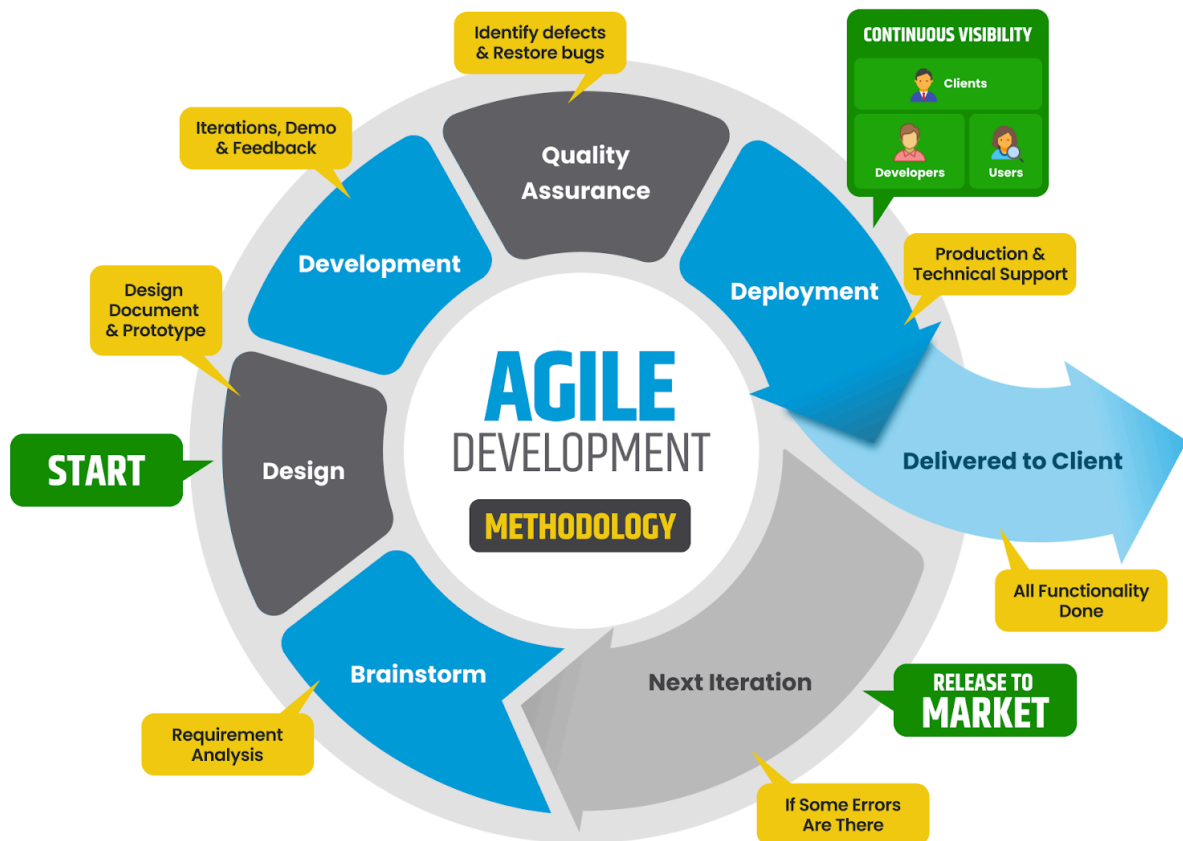 Identify defects
& Restore bugs
CONTINUOUS VISIBILITY
Clients
Developers
Users
Iterations, Demo
& Feedback
Quality
Assurance
Development
Deployment
Production &
Technical Support
Design
Document
& Prototype
AGILE
DEVELOPMENT
METHODOLOGY
START
Design
Delivered to Client
All Functionality
Done
Brainstorm
Next Iteration
RELEASE TO
MARKET
Requirement
Analysis
If Some Errors
Are There